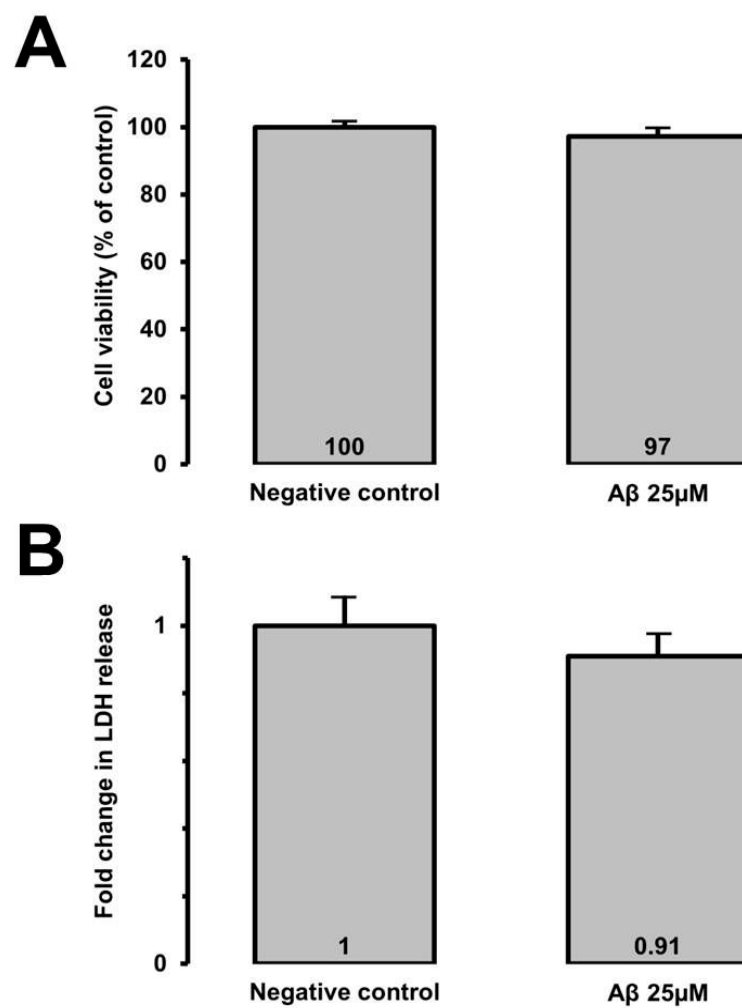 A
Cell viability (% of control)
120
100
80
60
40
20
0
100
97
Negative control
Aβ 25µM
B
Fold change in LDH release
1
0
1
0.91
Negative control
Aβ 25µM